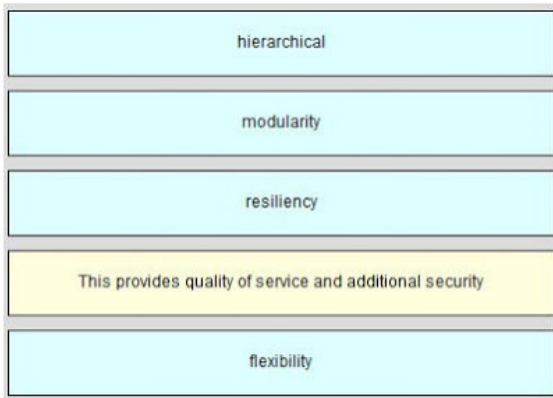 hierarchical
modularity
resiliency
This provides quality of service and additional security
flexibility